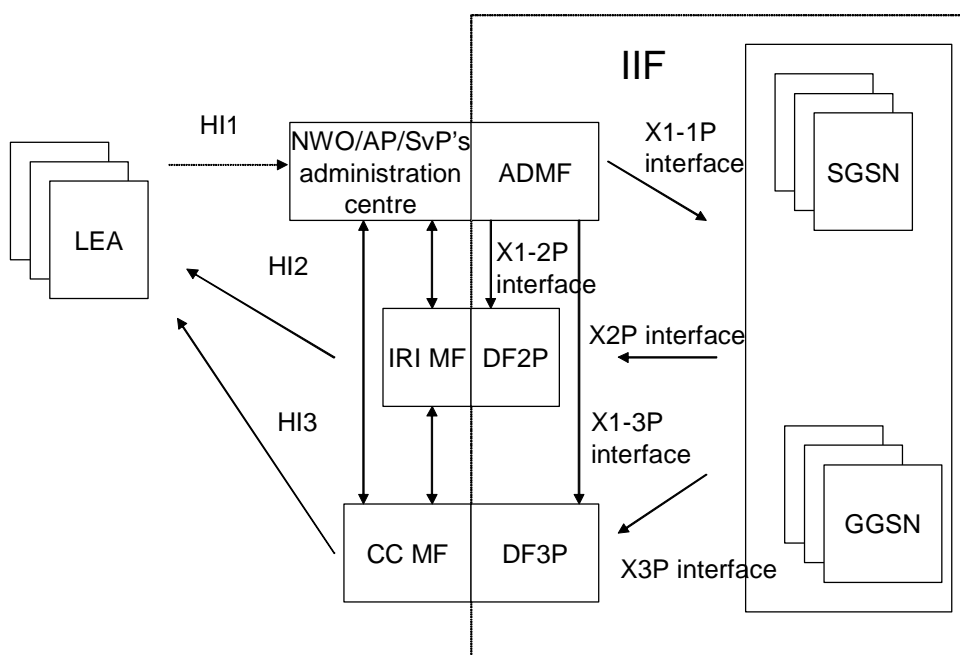 IIF
HI1
NWO/AP/SvP's
administration
centre
ADMF
X1-1P
interface
SGSN
LEA
HI2
X1-2P
interface
IRI MF
DF2P
X2P interface
HI3
X1-3P
interface
CC MF
DF3P
X3P interface
GGSN